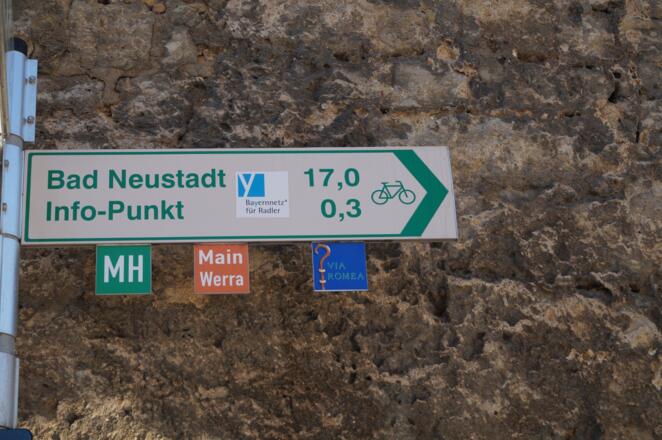 Bad Neustadt 17,0
Info-Punkt 0,3
y
Bayernnetz
für Radler
MH
Main
Werra
VIA
ROMEA